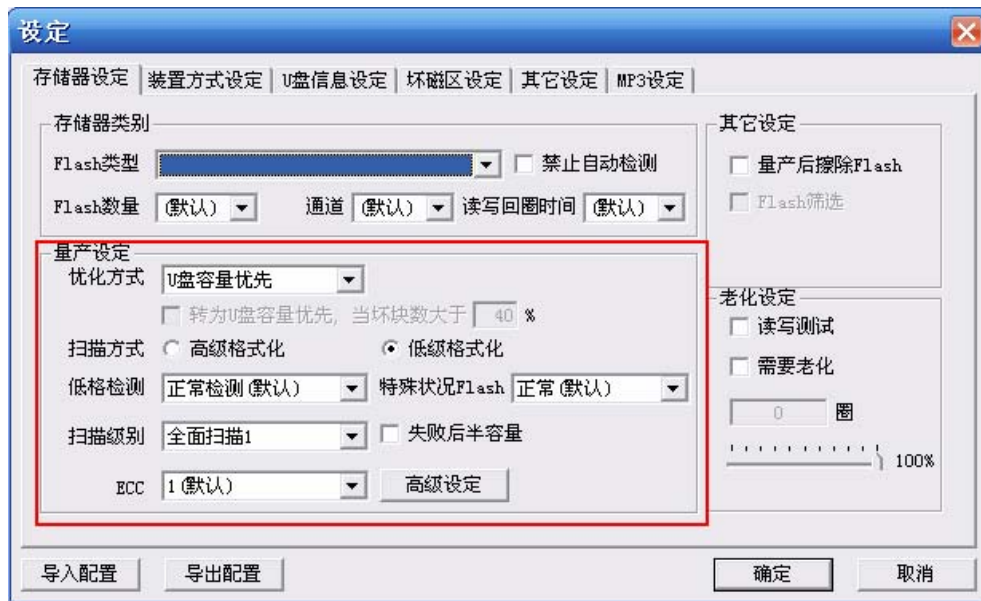 设定
存储器设定 装置方式设定 U盘信息设定 坏磁区设定 其它设定 MP3设定
存储器类别
Flash类型 禁止自动检测
Flash数量 (默认) 通道 (默认) 读写回圈时间 (默认)
其它设定
量产后擦除Flash
Flash筛选
量产设定
优化方式 U盘容量优先
转为U盘容量优先, 当坏块数大于 40 %
扫描方式 高级格式化 低级格式化
低格检测 正常检测(默认) 特殊状况Flash 正常(默认)
扫描级别 全面扫描1 失败后半容量
ECC 1(默认) 高级设定
老化设定
读写测试
需要老化
0 圈
100%
导入配置 导出配置 确定 取消